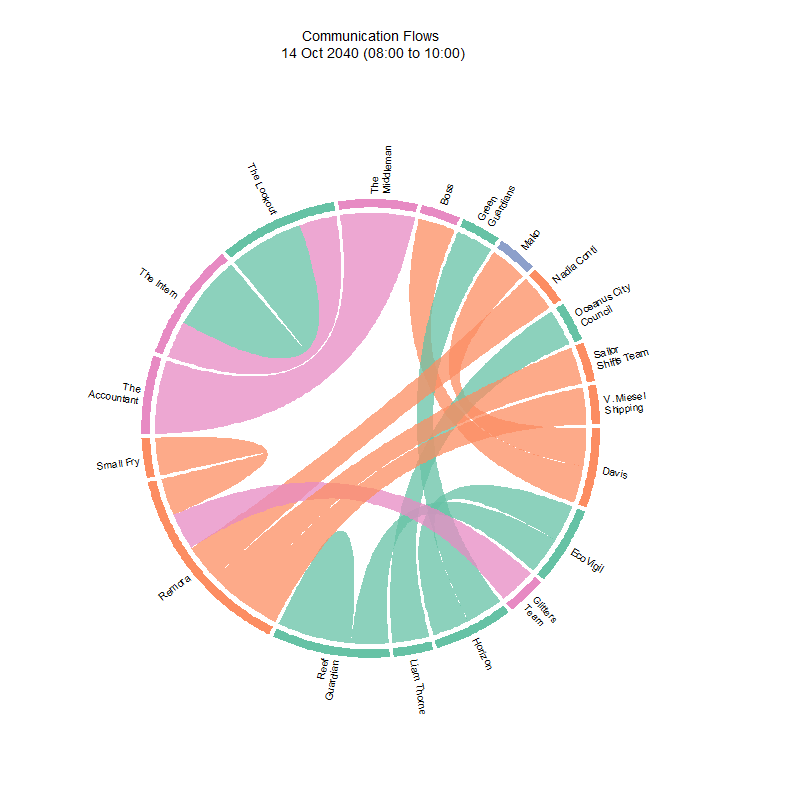 Communication Flows
14 Oct 2040 (08:00 to 10:00)
The
Middleman
Boss
Green
Guardians
Mako
Nadia Conti
Oceanus City
Council
Sailor
Shifts Team
V. Miesel
Shipping
Davis
EcoVigil
Glitters
Team
Horizon
Liam Thorne
Reef
Guardian
Remora
Small Fry
The
Accountant
The Intern
The Lookout